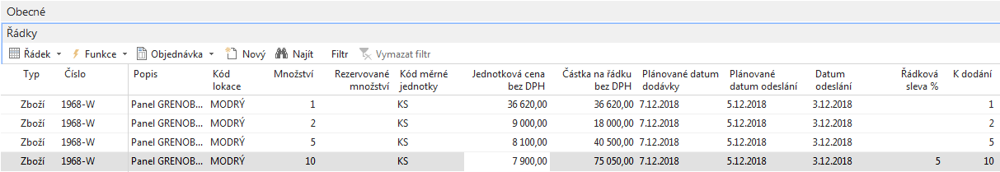 Obecné
Řádky
Řádek Funkce Objednávka Nový Najít Filtr Vymazat filtr
Typ Číslo Popis Kód lokace Množství Rezervované množství Kód měrné jednotky Jednotková cena bez DPH Částka na řádku bez DPH Plánované datum dodávky Plánované datum odeslání Datum odeslání Řádková sleva % K dodání
Zboží 1968-W Panel GRENOB... MODRÝ 1 KS 36 620,00 36 620,00 7.12.2018 5.12.2018 3.12.2018 1
Zboží 1968-W Panel GRENOB... MODRÝ 2 KS 9 000,00 18 000,00 7.12.2018 5.12.2018 3.12.2018 2
Zboží 1968-W Panel GRENOB... MODRÝ 5 KS 8 100,00 40 500,00 7.12.2018 5.12.2018 3.12.2018 5
Zboží 1968-W Panel GRENOB... MODRÝ 10 KS 7 900,00 75 050,00 7.12.2018 5.12.2018 3.12.2018 5 10